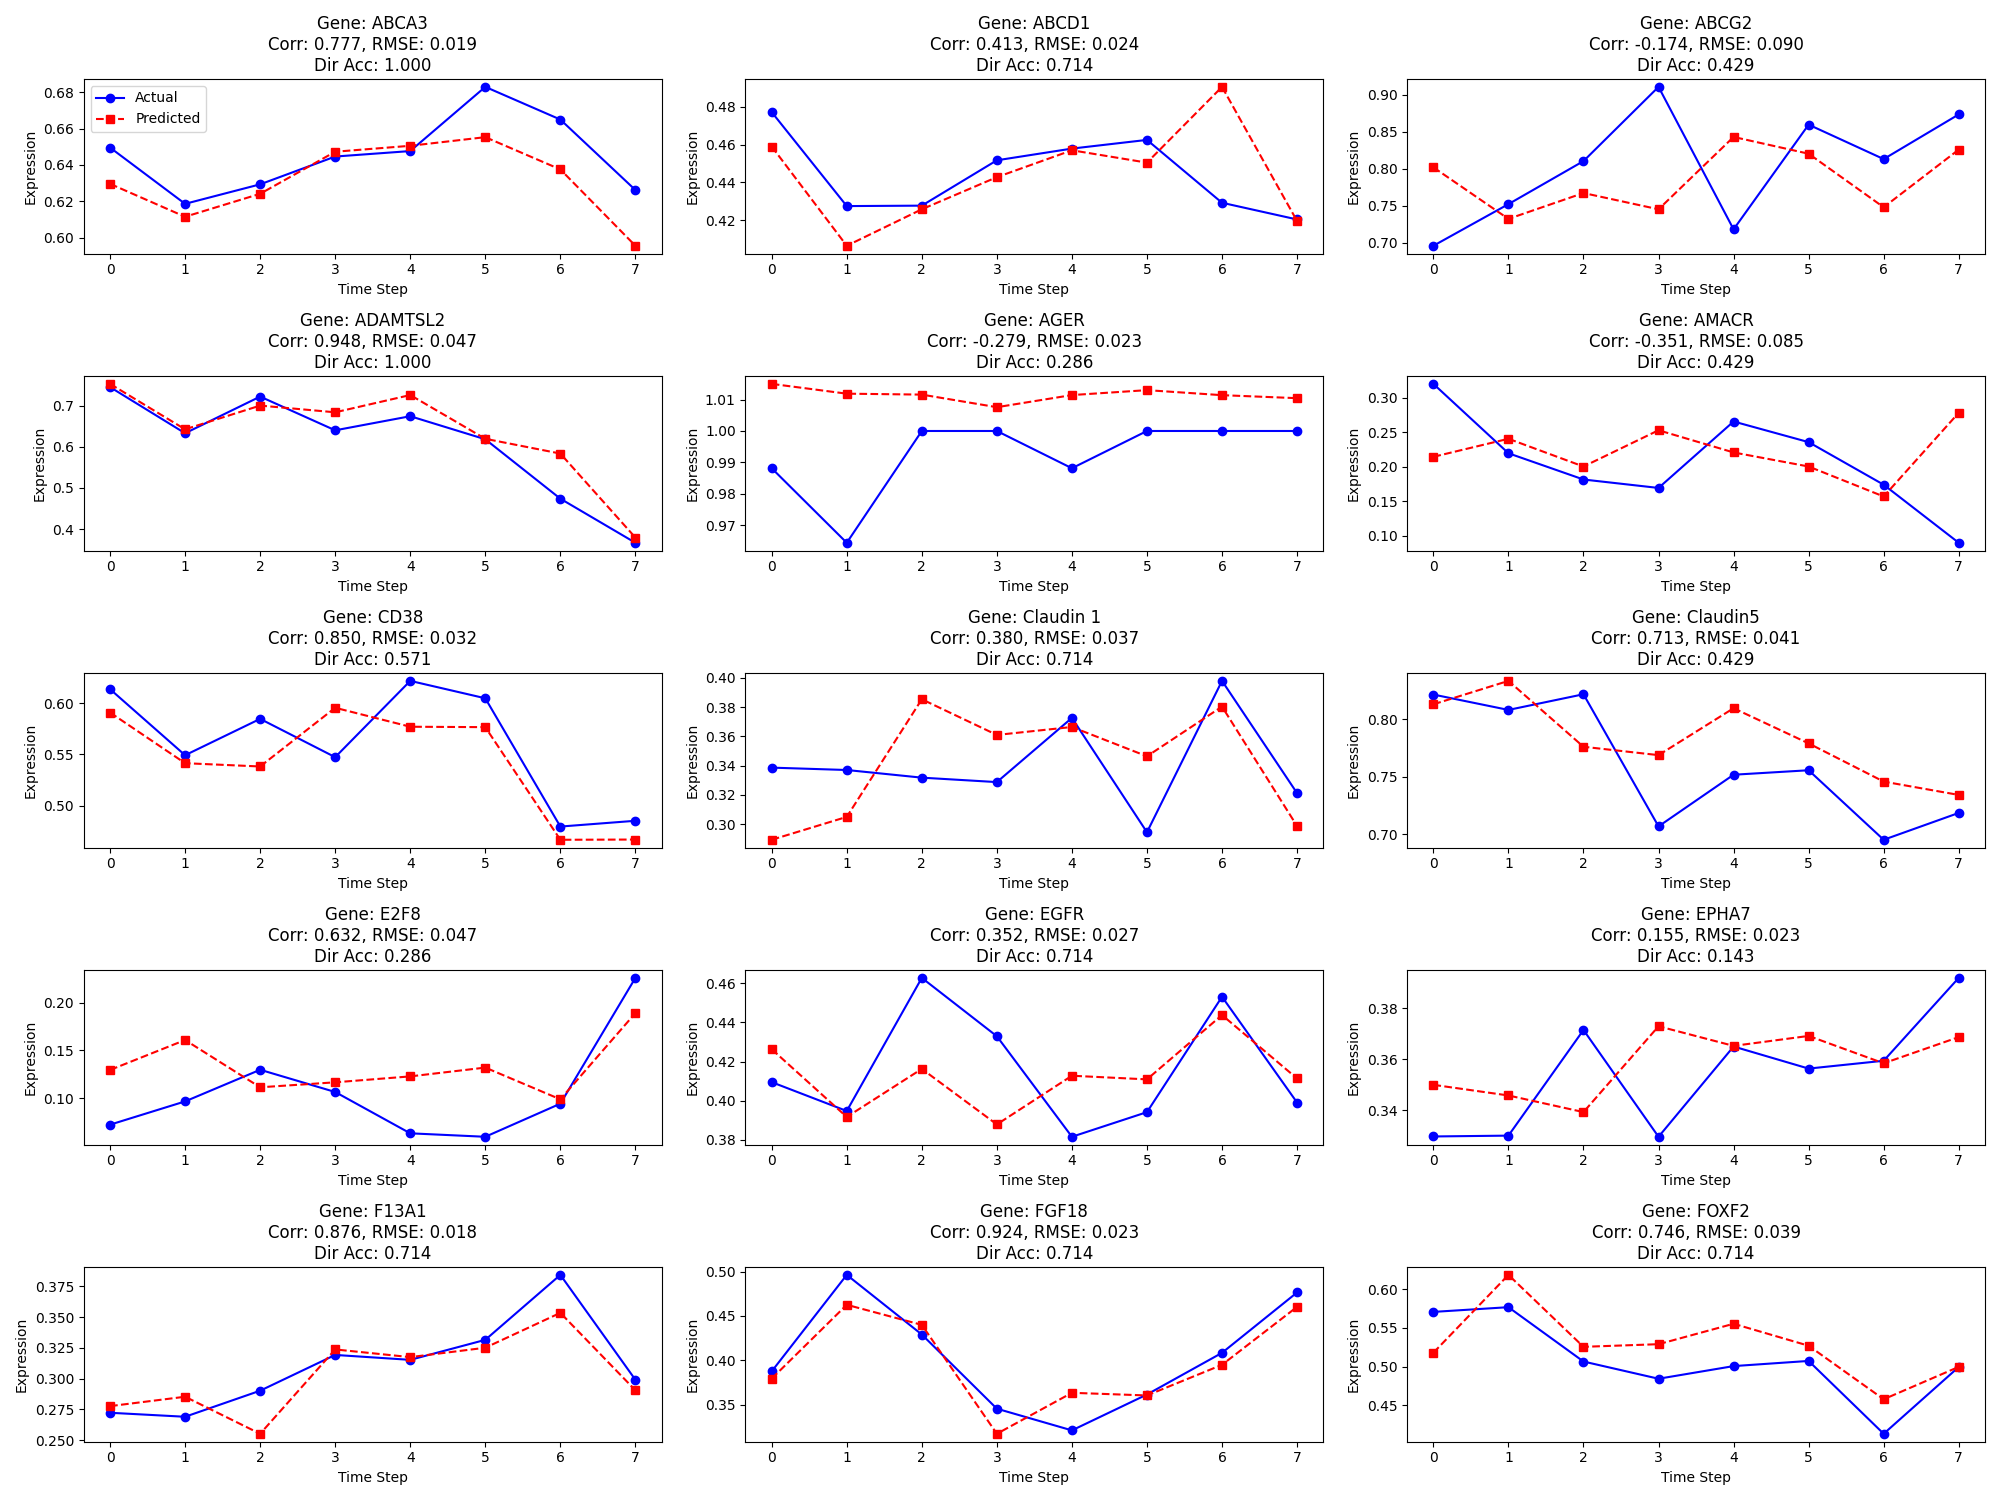 Gene: ABCA3
Corr: 0.777, RMSE: 0.019
Dir Acc: 1.000
Actual
Predicted
Expression
0.68
0.66
0.64
0.62
0.60
0 1 2 3 4 5 6 7
Time Step
Gene: ABCD1
Corr: 0.413, RMSE: 0.024
Dir Acc: 0.714
Expression
0.48
0.46
0.44
0.42
0 1 2 3 4 5 6 7
Time Step
Gene: ABCG2
Corr: -0.174, RMSE: 0.090
Dir Acc: 0.429
Expression
0.90
0.85
0.80
0.75
0.70
0 1 2 3 4 5 6 7
Time Step
Gene: ADAMTSL2
Corr: 0.948, RMSE: 0.047
Dir Acc: 1.000
Expression
0.7
0.6
0.5
0.4
0 1 2 3 4 5 6 7
Time Step
Gene: AGER
Corr: -0.279, RMSE: 0.023
Dir Acc: 0.286
Expression
1.01
1.00
0.99
0.98
0.97
0 1 2 3 4 5 6 7
Time Step
Gene: AMACR
Corr: -0.351, RMSE: 0.085
Dir Acc: 0.429
Expression
0.30
0.25
0.20
0.15
0.10
0 1 2 3 4 5 6 7
Time Step
Gene: CD38
Corr: 0.850, RMSE: 0.032
Dir Acc: 0.571
Expression
0.60
0.55
0.50
0 1 2 3 4 5 6 7
Time Step
Gene: Claudin 1
Corr: 0.380, RMSE: 0.037
Dir Acc: 0.714
Expression
0.40
0.38
0.36
0.34
0.32
0.30
0 1 2 3 4 5 6 7
Time Step
Gene: Claudin5
Corr: 0.713, RMSE: 0.041
Dir Acc: 0.429
Expression
0.80
0.75
0.70
0 1 2 3 4 5 6 7
Time Step
Gene: E2F8
Corr: 0.632, RMSE: 0.047
Dir Acc: 0.286
Expression
0.20
0.15
0.10
0 1 2 3 4 5 6 7
Time Step
Gene: EGFR
Corr: 0.352, RMSE: 0.027
Dir Acc: 0.714
Expression
0.46
0.44
0.42
0.40
0.38
0 1 2 3 4 5 6 7
Time Step
Gene: EPHA7
Corr: 0.155, RMSE: 0.023
Dir Acc: 0.143
Expression
0.38
0.36
0.34
0 1 2 3 4 5 6 7
Time Step
Gene: F13A1
Corr: 0.876, RMSE: 0.018
Dir Acc: 0.714
Expression
0.375
0.350
0.325
0.300
0.275
0.250
0 1 2 3 4 5 6 7
Time Step
Gene: FGF18
Corr: 0.924, RMSE: 0.023
Dir Acc: 0.714
Expression
0.50
0.45
0.40
0.35
0 1 2 3 4 5 6 7
Time Step
Gene: FOXF2
Corr: 0.746, RMSE: 0.039
Dir Acc: 0.714
Expression
0.60
0.55
0.50
0.45
0 1 2 3 4 5 6 7
Time Step